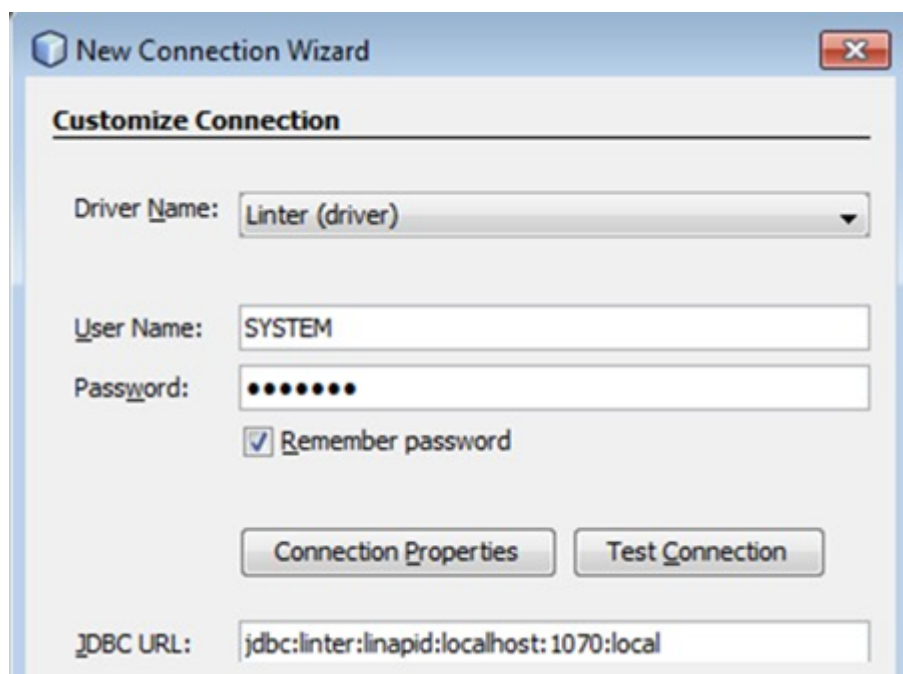 New Connection Wizard
Customize Connection
Driver Name: Linter (driver)
User Name: SYSTEM
Password: •••••••
Remember password
Connection Properties Test Connection
JDBC URL: jdbc:linter:linapid:localhost:1070:local